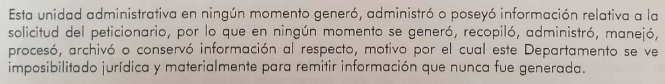 Esta unidad administrativa en ningún momento generó, administró o poseyó información relativa a la
solicitud del peticionario, por lo que en ningún momento se generó, recopiló, administró, manejó,
procesó, archivó o conservó información al respecto, motivo por el cual este Departamento se ve
imposibilitado jurídica y materialmente para remitir información que nunca fue generada.